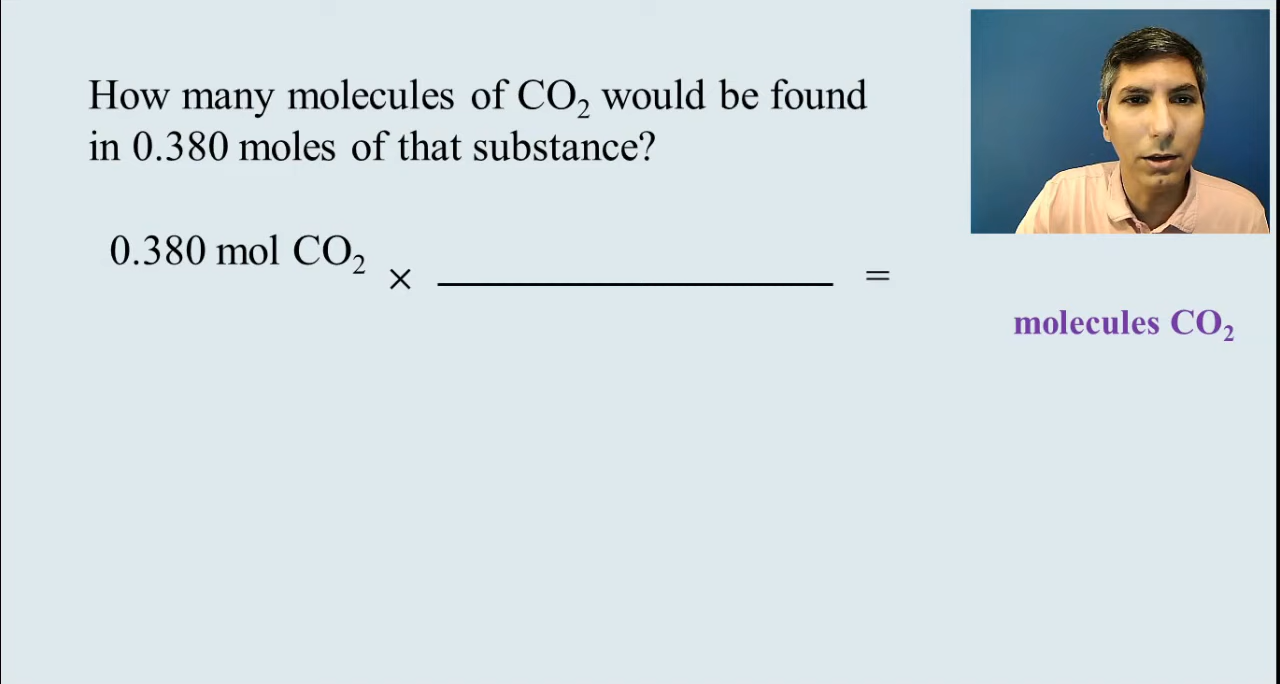 How many molecules of CO₂ would be found
in 0.380 moles of that substance?
0.380 mol CO₂ × ____________ =
molecules CO₂